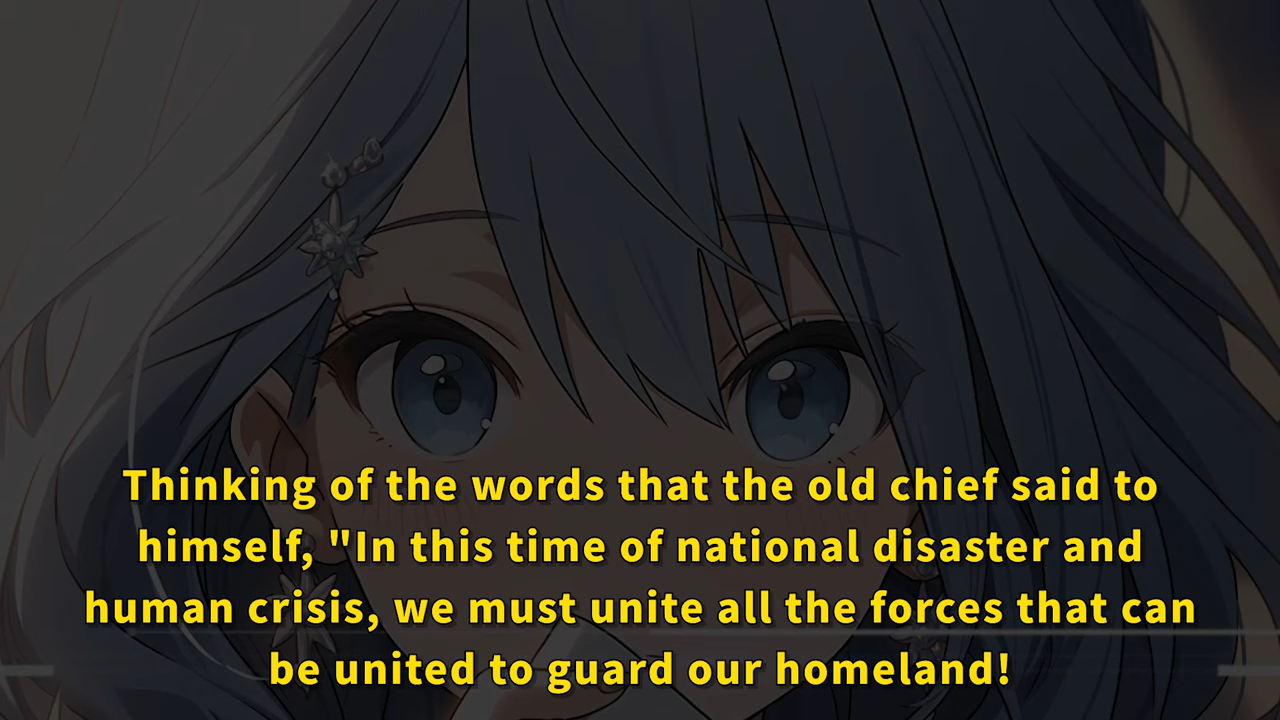 Thinking of the words that the old chief said to
himself, "In this time of national disaster and
human crisis, we must unite all the forces that can
be united to guard our homeland!